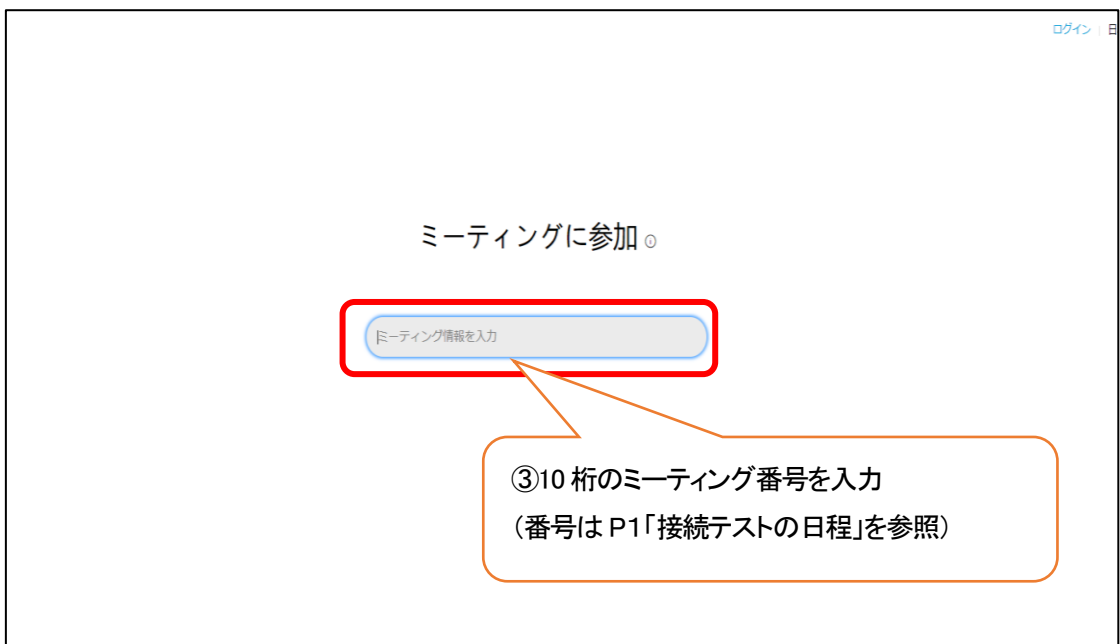 ログイン | 日
ミーティングに参加
ミーティング情報を入力
③10 桁のミーティング番号を入力
（番号は P1「接続テストの日程」を参照）